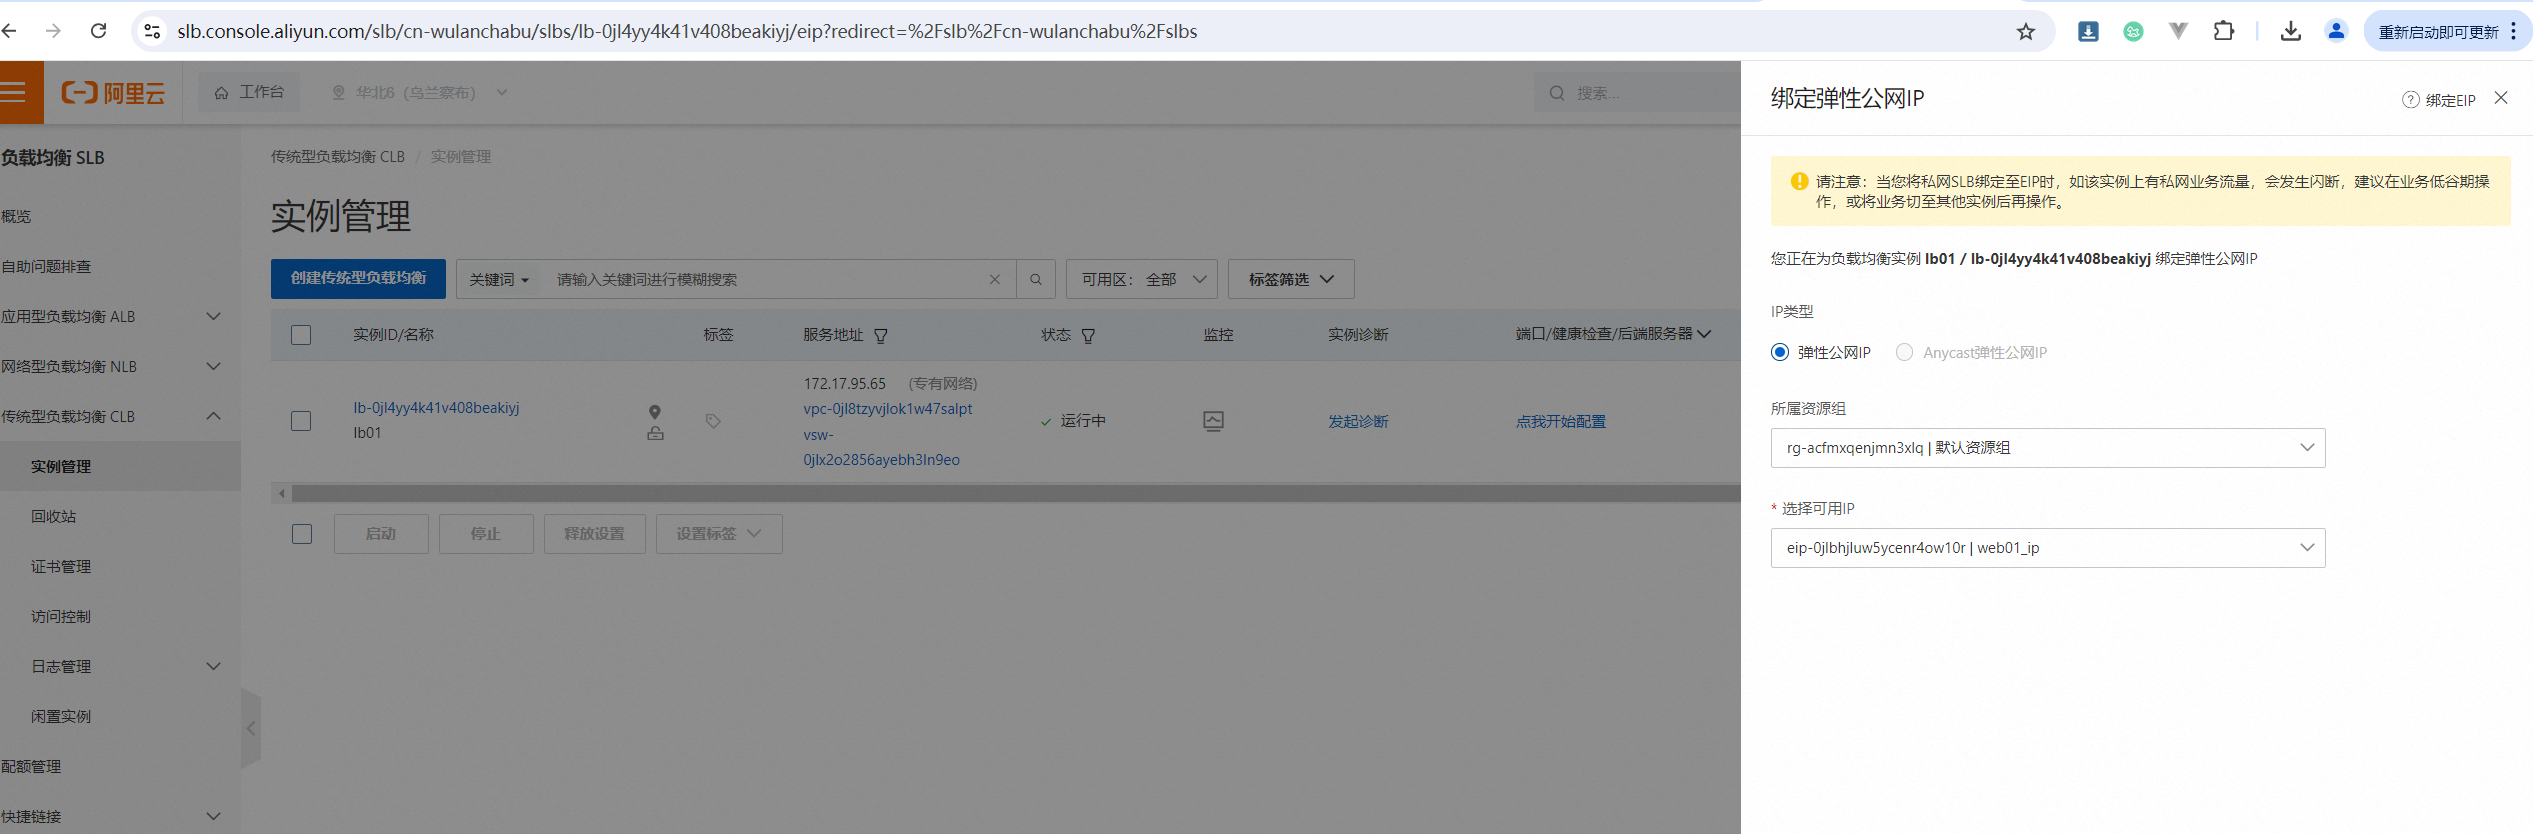 slb.console.aliyun.com/slb/cn-wulanchabu/slbs/lb-0jl4yy4k41v408beakiyj/eip?redirect=%2Fslb%2Fcn-wulanchabu%2Fslbs
重新启动即可更新
阿里云
工作台
华北6（乌兰察布）
搜索...
负载均衡 SLB
概览
自助问题排查
应用型负载均衡 ALB
网络型负载均衡 NLB
传统型负载均衡 CLB
实例管理
回收站
证书管理
访问控制
日志管理
闲置实例
配额管理
快捷链接
传统型负载均衡 CLB / 实例管理
实例管理
创建传统型负载均衡
关键词
请输入关键词进行模糊搜索
可用区： 全部
标签筛选
实例ID/名称 标签 服务地址 状态 监控 实例诊断 端口/健康检查/后端服务器
lb-0jl4yy4k41v408beakiyj
lb01
172.17.95.65 (专有网络)
vpc-0jl8tzyvjlok1w47salpt
vsw-
0jlx2o2856ayebh3ln9eo
运行中
发起诊断
点我开始配置
启动 停止 释放设置 设置标签
绑定弹性公网IP
绑定EIP
请注意：当您将私网SLB绑定至EIP时，如该实例上有私网业务流量，会发生闪断，建议在业务低谷期操
作，或将业务切至其他实例后再操作。
您正在为负载均衡实例 lb01 / lb-0jl4yy4k41v408beakiyj 绑定弹性公网IP
IP类型
弹性公网IP Anycast弹性公网IP
所属资源组
rg-acfmxqenjmn3xlq | 默认资源组
* 选择可用IP
eip-0jlbhjluw5ycenr4ow10r | web01_ip